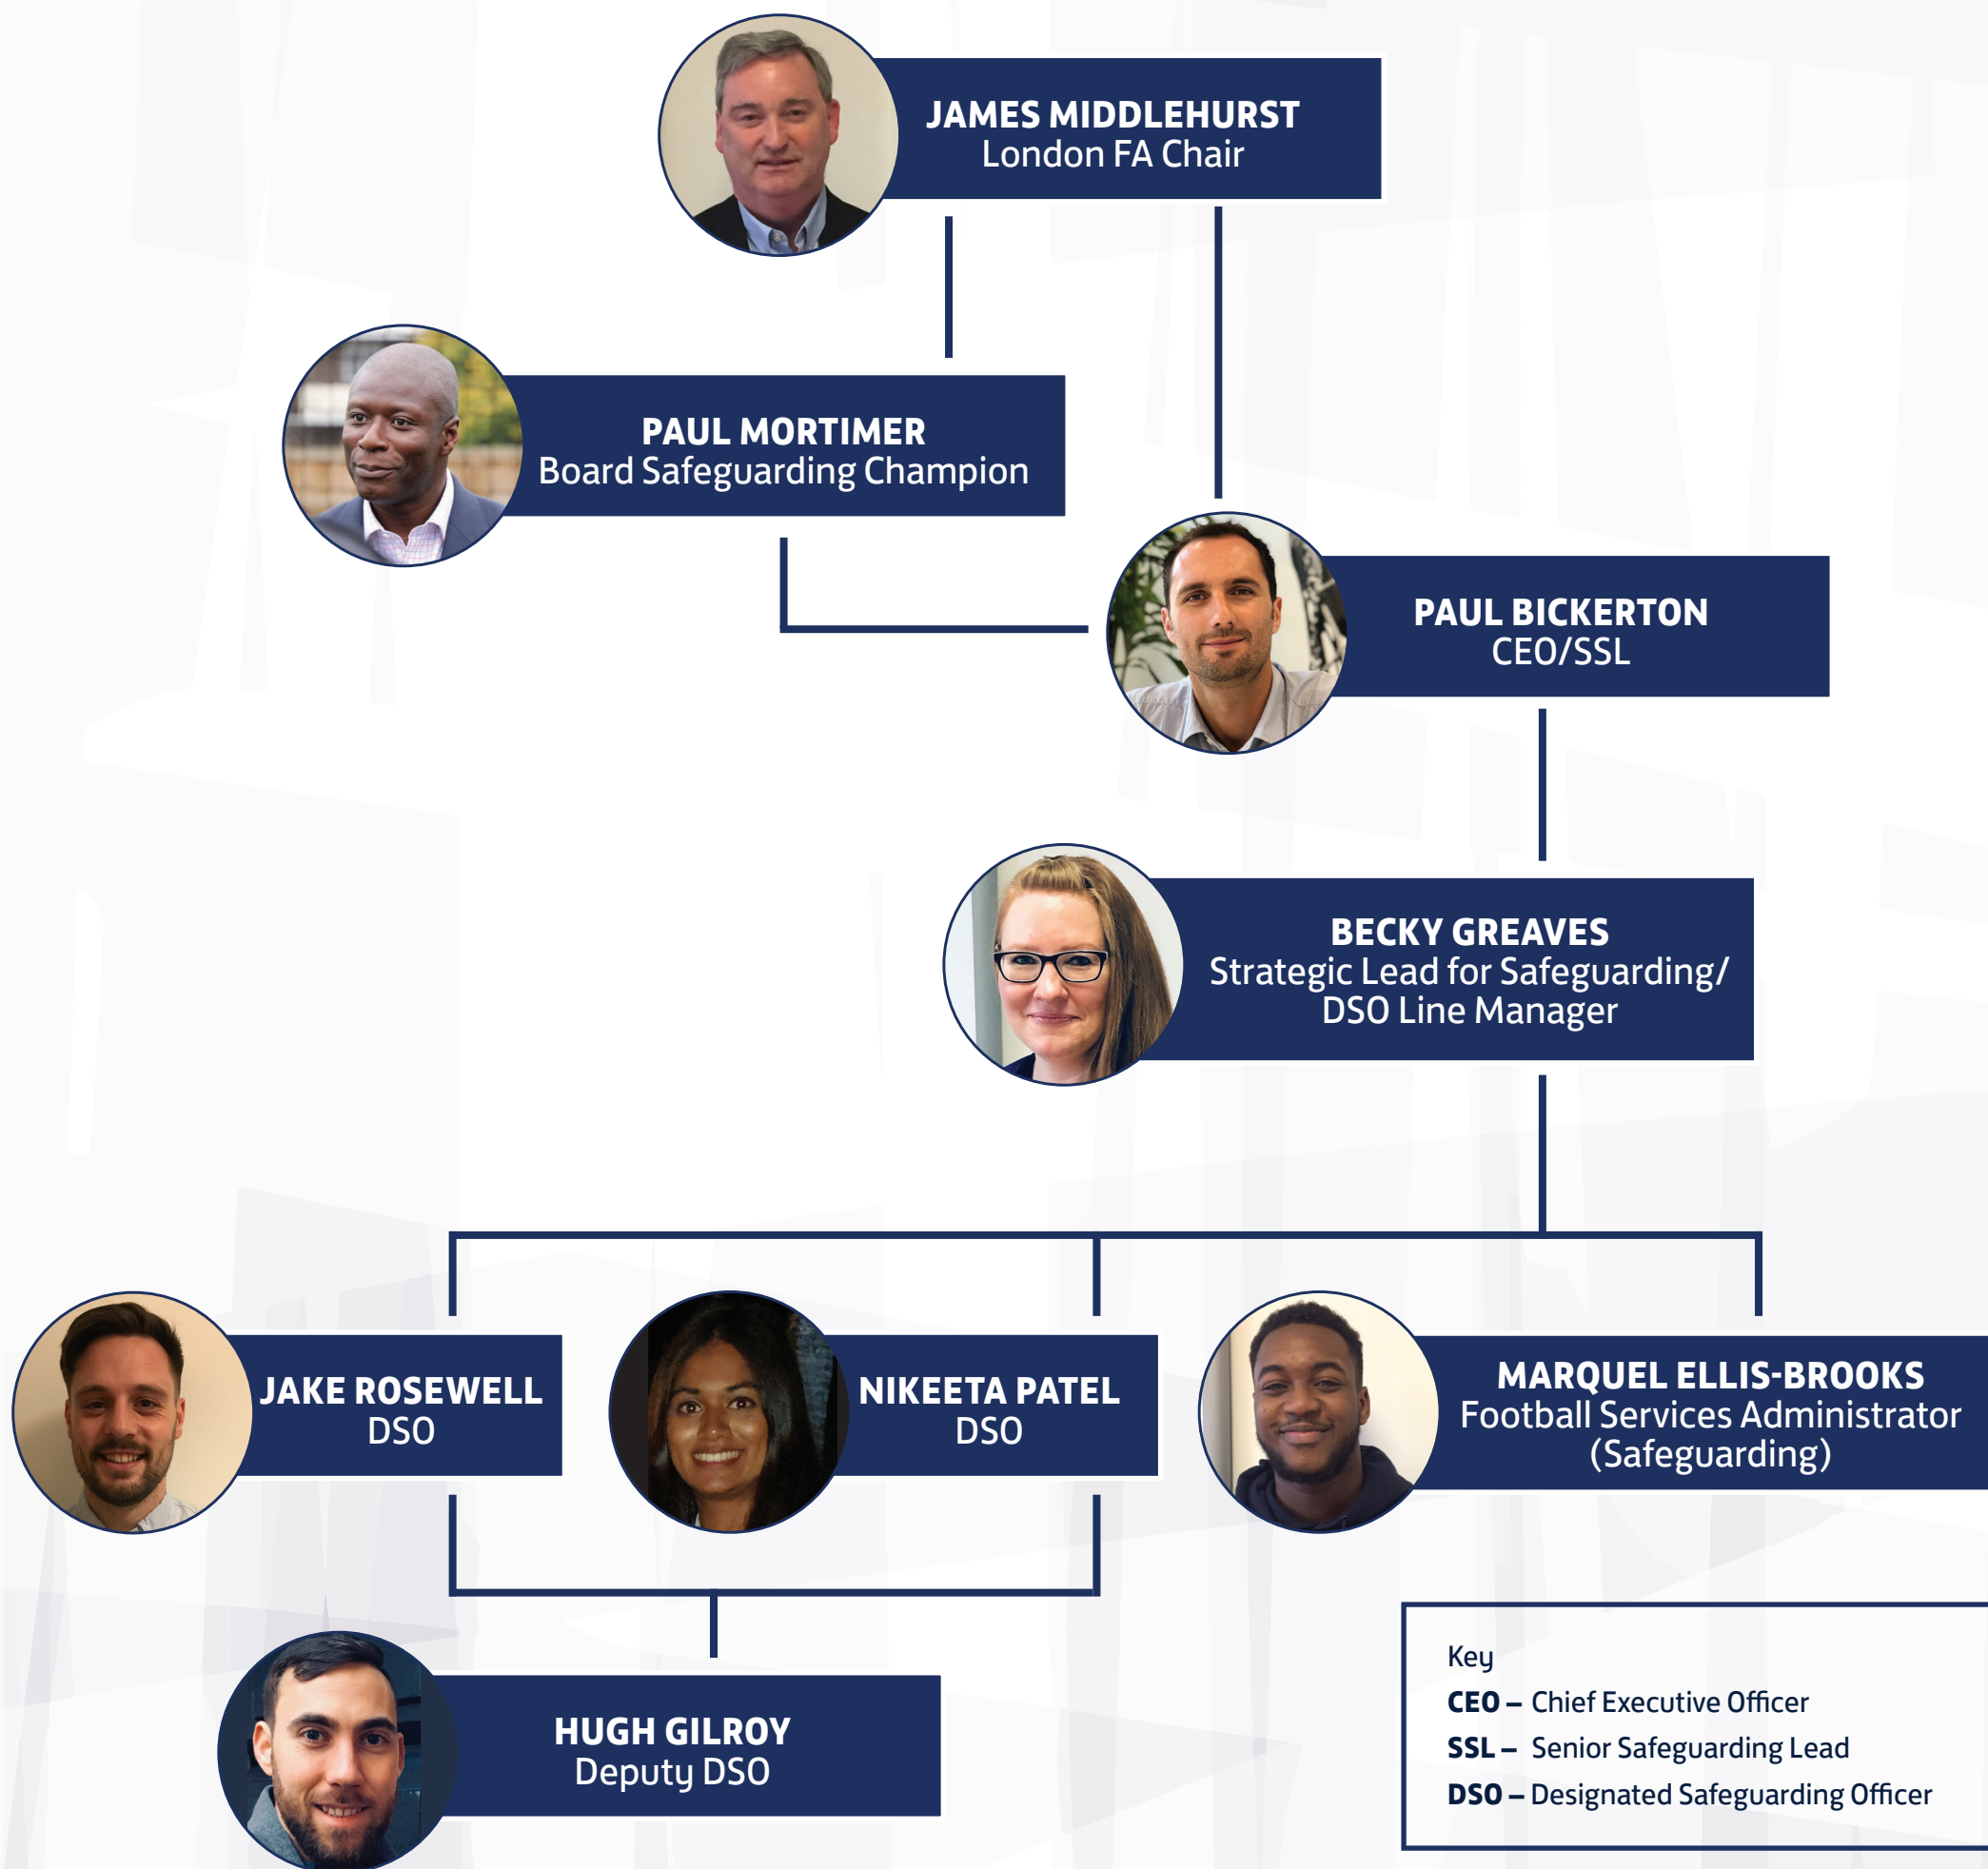 JAMES MIDDLEHURST
London FA Chair
PAUL MORTIMER
Board Safeguarding Champion
PAUL BICKERTON
CEO/SSL
BECKY GREAVES
Strategic Lead for Safeguarding/
DSO Line Manager
JAKE ROSEWELL
DSO
NIKEETA PATEL
DSO
MARQUEL ELLIS-BROOKS
Football Services Administrator
(Safeguarding)
HUGH GILROY
Deputy DSO
Key
CEO – Chief Executive Officer
SSL – Senior Safeguarding Lead
DSO – Designated Safeguarding Officer